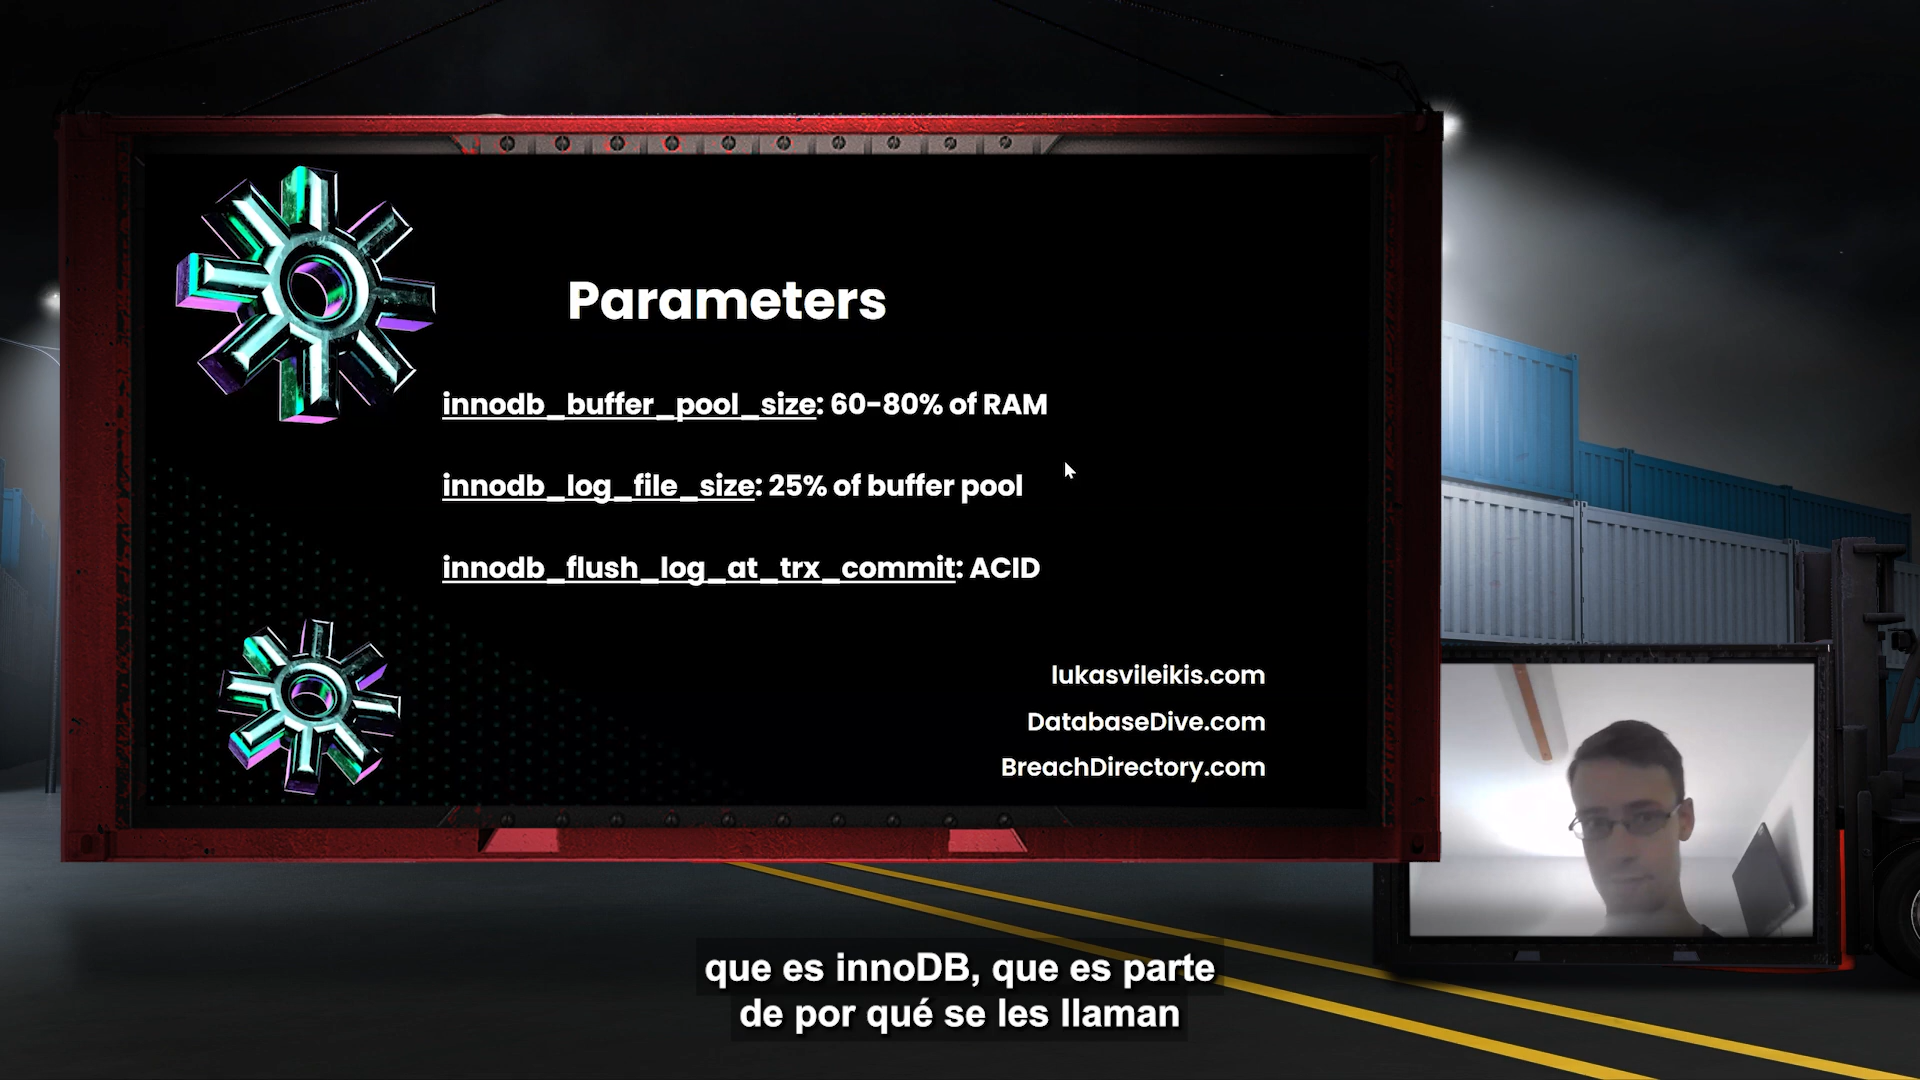 Parameters
innodb_buffer_pool_size: 60-80% of RAM
innodb_log_file_size: 25% of buffer pool
innodb_flush_log_at_trx_commit: ACID
lukasvileikis.com
DatabaseDive.com
BreachDirectory.com
que es innoDB, que es parte
de por qué se les llaman